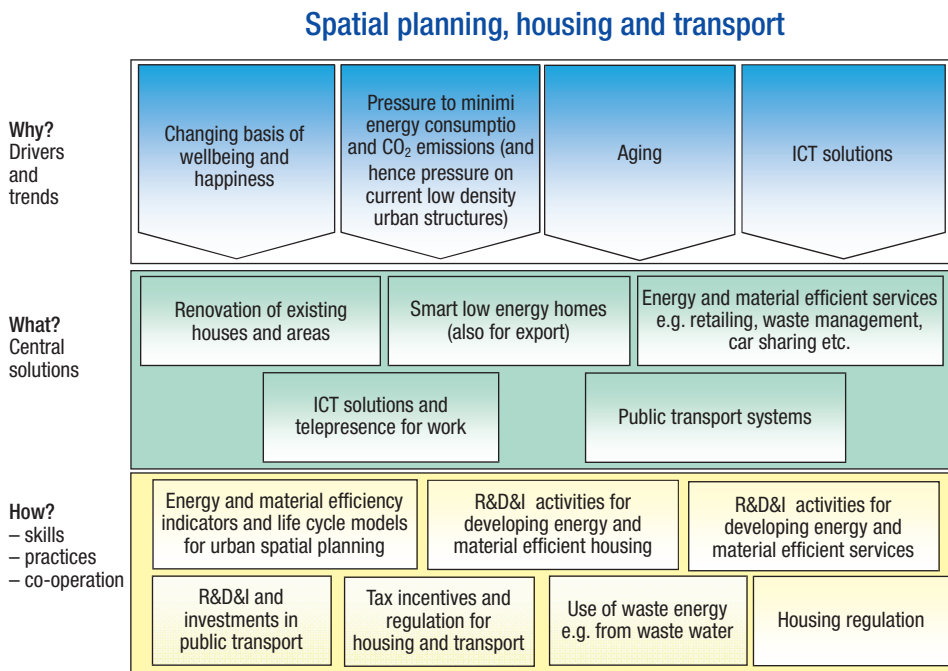 Spatial planning, housing and transport
Why?
Drivers
and
trends
Changing basis of
wellbeing and
happiness
Pressure to minimi
energy consumptio
and CO₂ emissions (and
hence pressure on
current low density
urban structures)
Aging
ICT solutions
What?
Central
solutions
Renovation of existing
houses and areas
Smart low energy homes
(also for export)
Energy and material efficient services
e.g. retailing, waste management,
car sharing etc.
ICT solutions and
telepresence for work
Public transport systems
How?
– skills
– practices
– co-operation
Energy and material efficiency
indicators and life cycle models
for urban spatial planning
R&D&I activities for
developing energy and
material efficient housing
R&D&I activities for
developing energy and
material efficient services
R&D&I and
investments in
public transport
Tax incentives and
regulation for
housing and transport
Use of waste energy
e.g. from waste water
Housing regulation